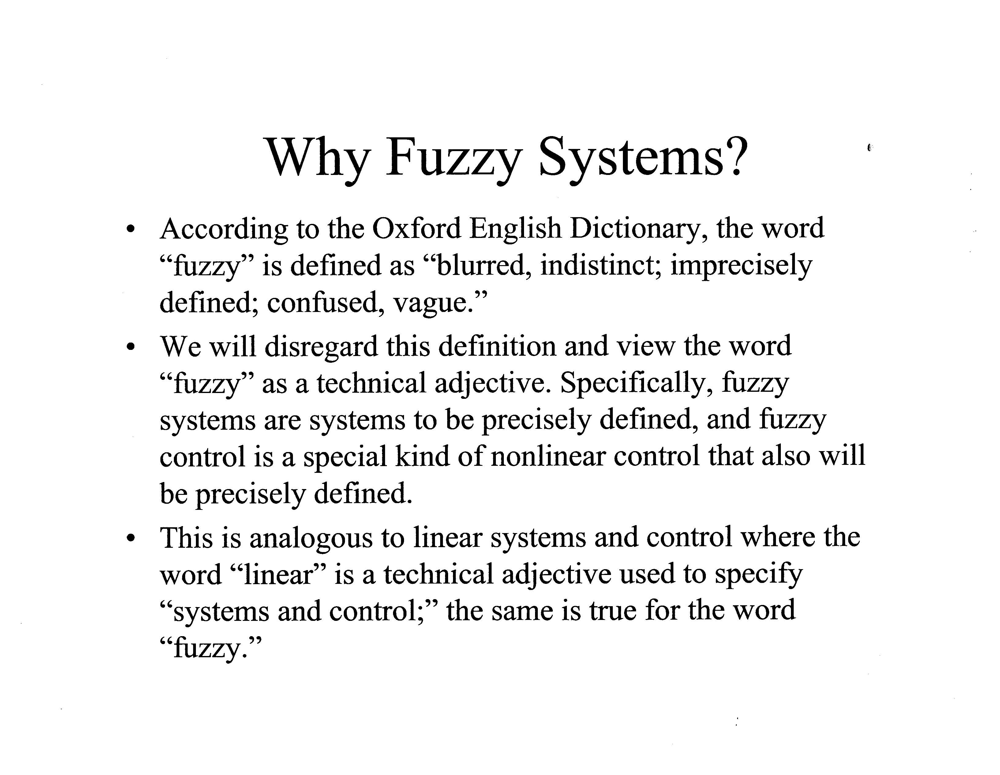 Why Fuzzy Systems?
• According to the Oxford English Dictionary, the word
“fuzzy” is defined as “blurred, indistinct; imprecisely
defined; confused, vague.”
• We will disregard this definition and view the word
“fuzzy” as a technical adjective. Specifically, fuzzy
systems are systems to be precisely defined, and fuzzy
control is a special kind of nonlinear control that also will
be precisely defined.
• This is analogous to linear systems and control where the
word “linear” is a technical adjective used to specify
“systems and control;” the same is true for the word
“fuzzy.”